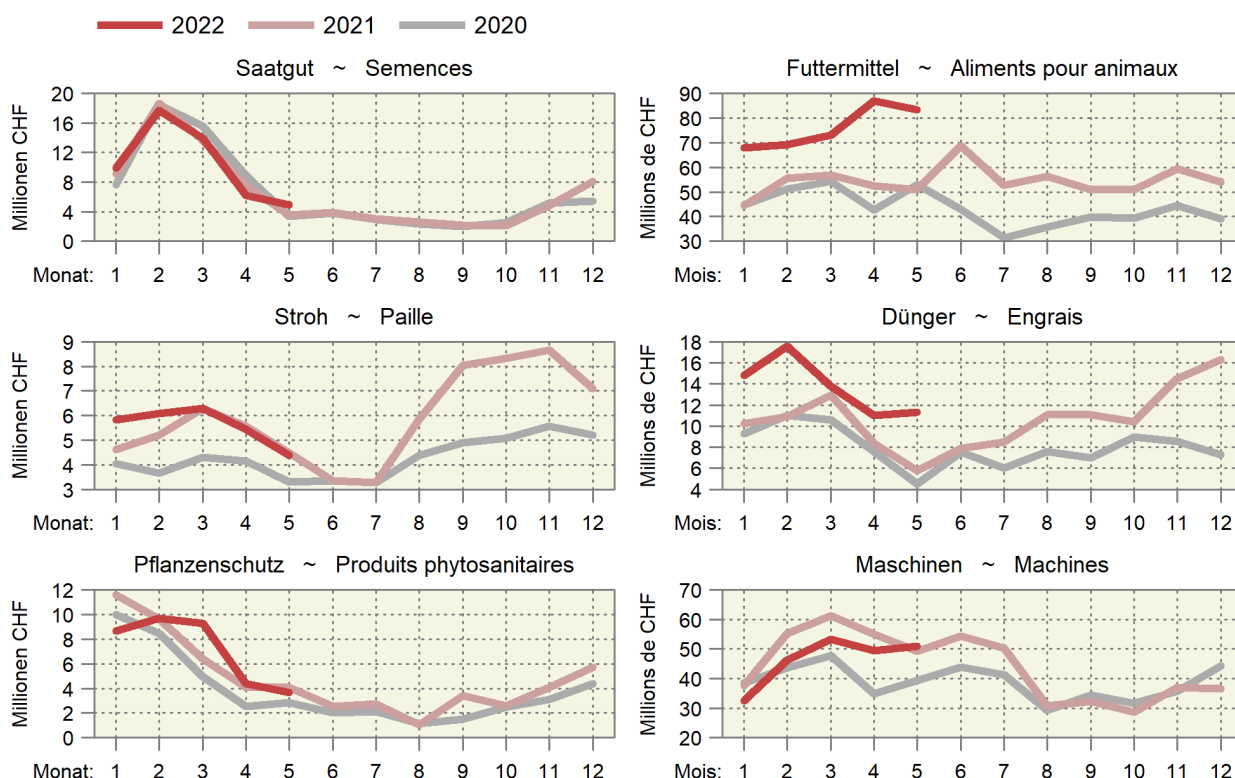 2022 2021 2020
Saatgut ~ Semences
Millionen CHF
20
16
12
8
4
0
Monat: 1 2 3 4 5 6 7 8 9 10 11 12
Futtermittel ~ Aliments pour animaux
Millions de CHF
90
80
70
60
50
40
30
Mois: 1 2 3 4 5 6 7 8 9 10 11 12
Stroh ~ Paille
Millionen CHF
9
8
7
6
5
4
3
Monat: 1 2 3 4 5 6 7 8 9 10 11 12
Dünger ~ Engrais
Millions de CHF
18
16
14
12
10
8
6
4
Mois: 1 2 3 4 5 6 7 8 9 10 11 12
Pflanzenschutz ~ Produits phytosanitaires
Millionen CHF
12
10
8
6
4
2
0
Monat: 1 2 3 4 5 6 7 8 9 10 11 12
Maschinen ~ Machines
Millions de CHF
70
60
50
40
30
20
Mois: 1 2 3 4 5 6 7 8 9 10 11 12